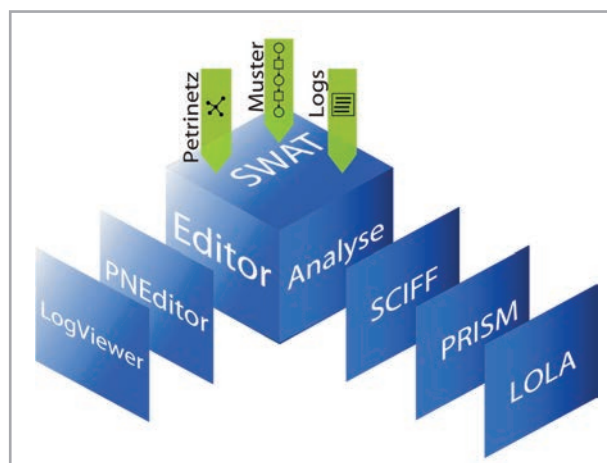 Petrinetz
Muster
Logs
SWAT
Editor
Analyse
PNEditor
LogViewer
SCIFF
PRISM
LOLA